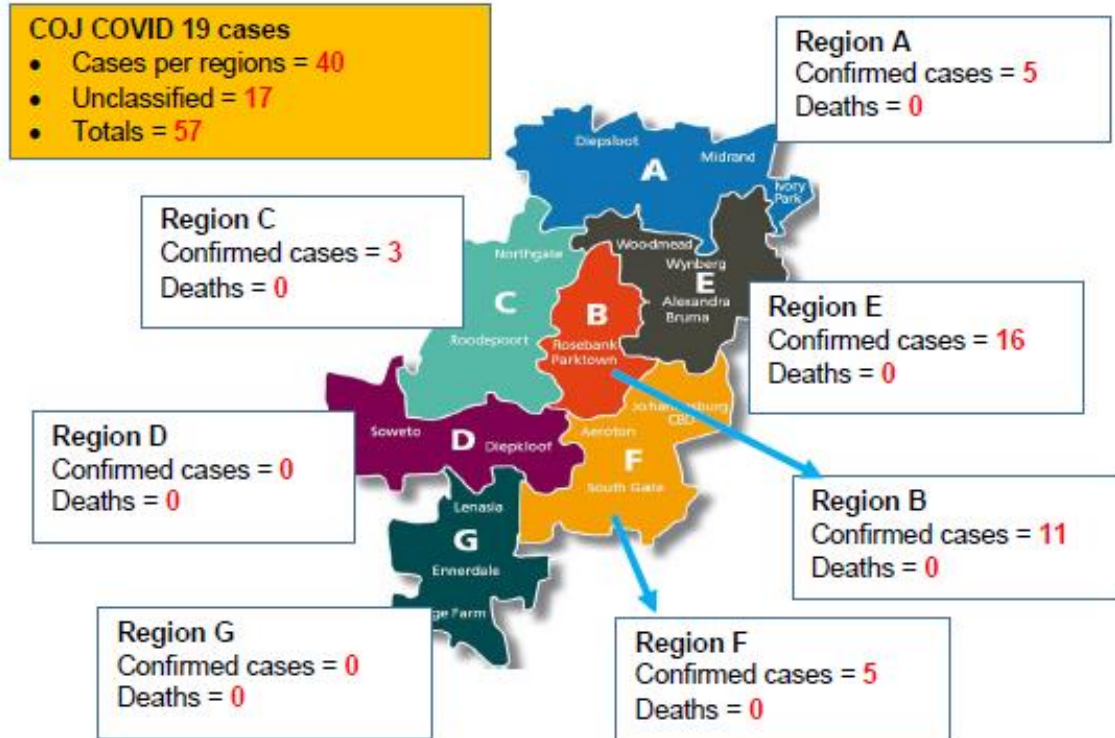 COJ COVID 19 cases
• Cases per regions = 40
• Unclassified = 17
• Totals = 57
Region A
Confirmed cases = 5
Deaths = 0
Diepsloot
Midrand
A
Ivory
Park
Region C
Confirmed cases = 3
Deaths = 0
Northgate
C
Roodepoort
Woodmead
Wynberg
E
Alexandra
Bruma
B
Rosebank
Parktown
Region E
Confirmed cases = 16
Deaths = 0
Region D
Confirmed cases = 0
Deaths = 0
Soweto
D
Diepkloof
Johannesburg
CBD
Aeroton
F
South Gate
Region B
Confirmed cases = 11
Deaths = 0
Lenasia
G
Ennerdale
ge Farm
Region G
Confirmed cases = 0
Deaths = 0
Region F
Confirmed cases = 5
Deaths = 0